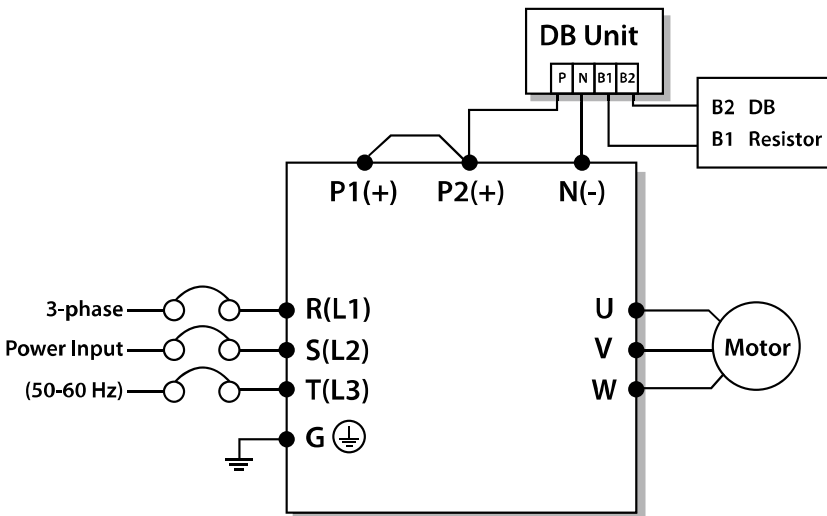 DB Unit
P N B1 B2
B2 DB
B1 Resistor
P1(+) P2(+) N(-)
3-phase R(L1) U
Power Input S(L2) V Motor
(50-60 Hz) T(L3) W
G